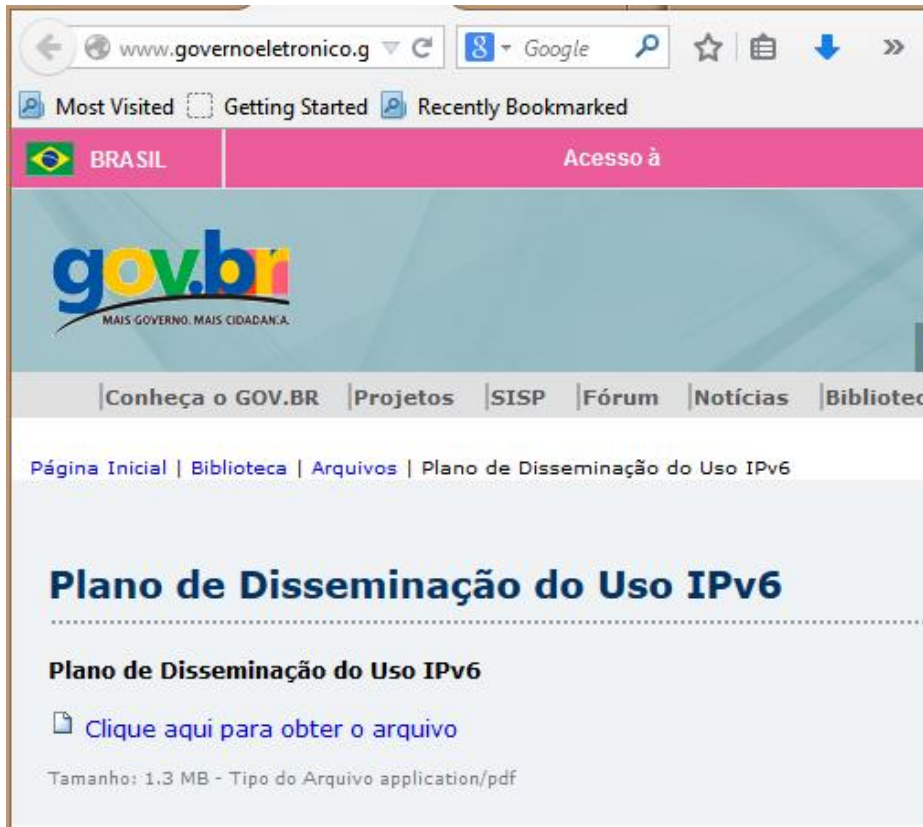 www.governoeletronico.g Google
Most Visited Getting Started Recently Bookmarked
BRASIL Acesso à
gov.br
MAIS GOVERNO. MAIS CIDADANIA.
|Conheça o GOV.BR |Projetos |SISP |Fórum |Notícias |Bibliotec
Página Inicial | Biblioteca | Arquivos | Plano de Disseminação do Uso IPv6
Plano de Disseminação do Uso IPv6
Plano de Disseminação do Uso IPv6
Clique aqui para obter o arquivo
Tamanho: 1.3 MB - Tipo do Arquivo application/pdf